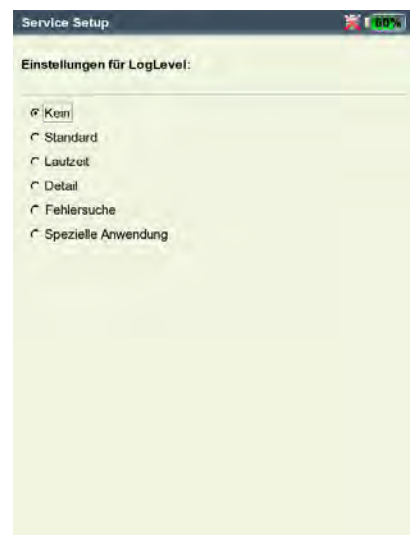 Service Setup
60%
Einstellungen für LogLevel:
Kein
Standard
Laufzeit
Detail
Fehlersuche
Spezielle Anwendung